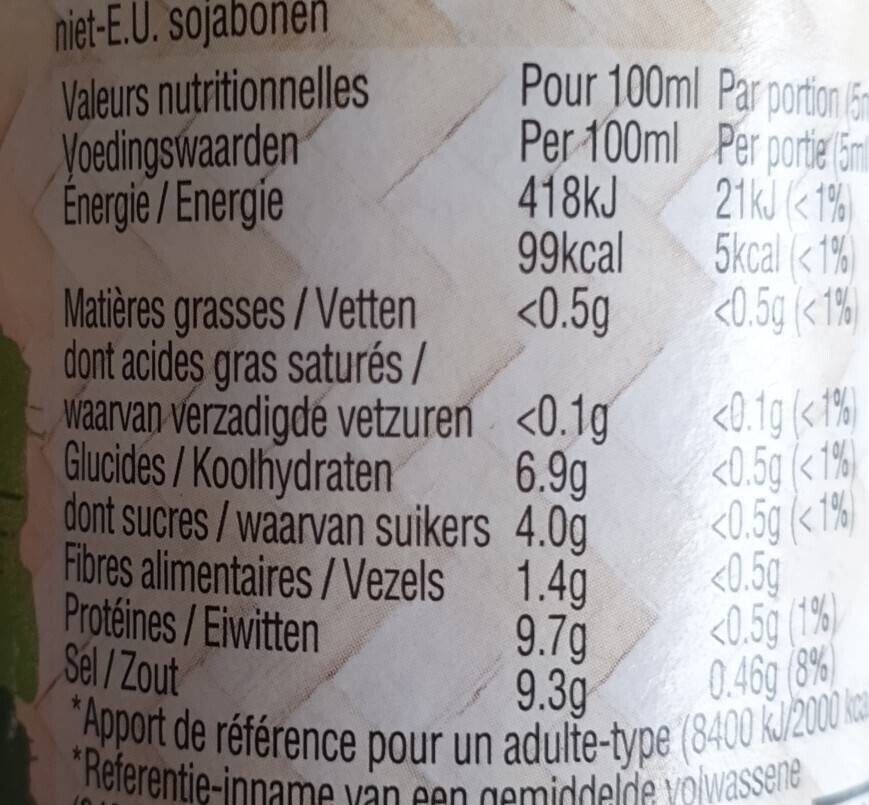 niet-E.U. sojabonen
Valeurs nutritionnelles Pour 100ml Par portion
Voedingswaarden Per 100ml Per portie (5ml
Énergie / Energie 418kJ 21kJ (<1%)
99kcal 5kcal (<1%)
Matières grasses / Vetten <0.5g <0.5g (<1%)
dont acides gras saturés /
waarvan verzadigde vetzuren <0.1g <0.1g (<1%)
Glucides / Koolhydraten 6.9g <0.5g (<1%)
dont sucres / waarvan suikers 4.0g <0.5g (<1%)
Fibres alimentaires / Vezels 1.4g <0.5g
Protéines / Eiwitten 9.7g <0.5g (1%)
Sel / Zout 9.3g 0.46g (8%)
*Apport de référence pour un adulte-type (8400 kJ/2000 kca
*Referentie-inname van een gemiddelde volwassene